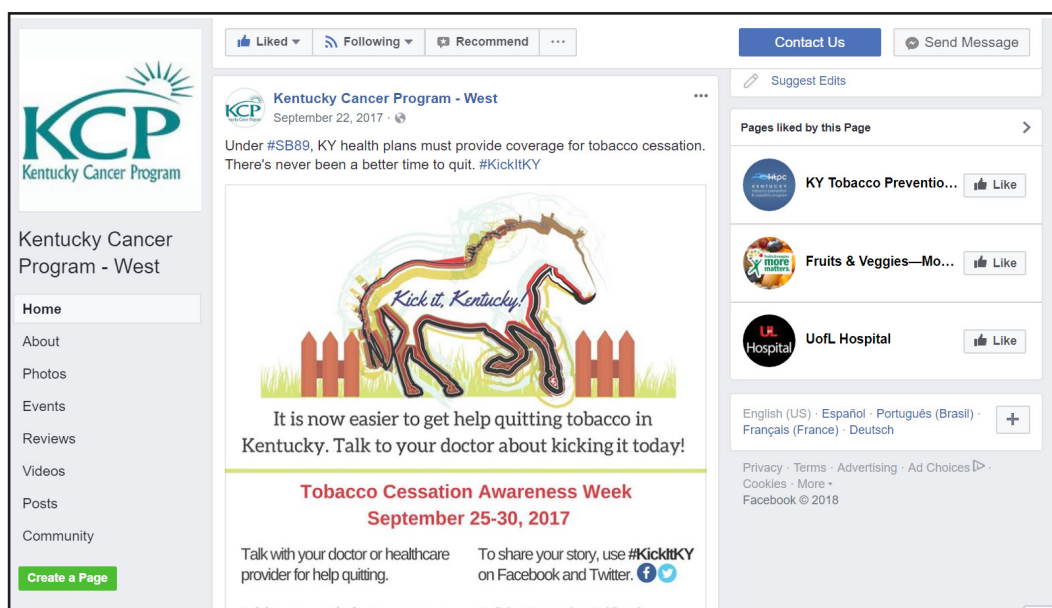 KCP
Kentucky Cancer Program
Kentucky Cancer
Program - West
Home
About
Photos
Events
Reviews
Videos
Posts
Community
Create a Page
Liked
Following
Recommend
Contact Us
Send Message
KCP
Kentucky Cancer Program - West
September 22, 2017 ·
Under #SB89, KY health plans must provide coverage for tobacco cessation.
There's never been a better time to quit. #KickItKY
Kick it, Kentucky!
It is now easier to get help quitting tobacco in
Kentucky. Talk to your doctor about kicking it today!
Tobacco Cessation Awareness Week
September 25-30, 2017
Talk with your doctor or healthcare
provider for help quitting.
To share your story, use #KickItKY
on Facebook and Twitter.
Suggest Edits
Pages liked by this Page
KENTUCKY
KY Tobacco Preventio...
Like
more
matters.
Fruits & Veggies—Mo...
Like
UofL
Hospital
UofL Hospital
Like
English (US) · Español · Português (Brasil) ·
Français (France) · Deutsch
Privacy · Terms · Advertising · Ad Choices ·
Cookies · More
Facebook © 2018